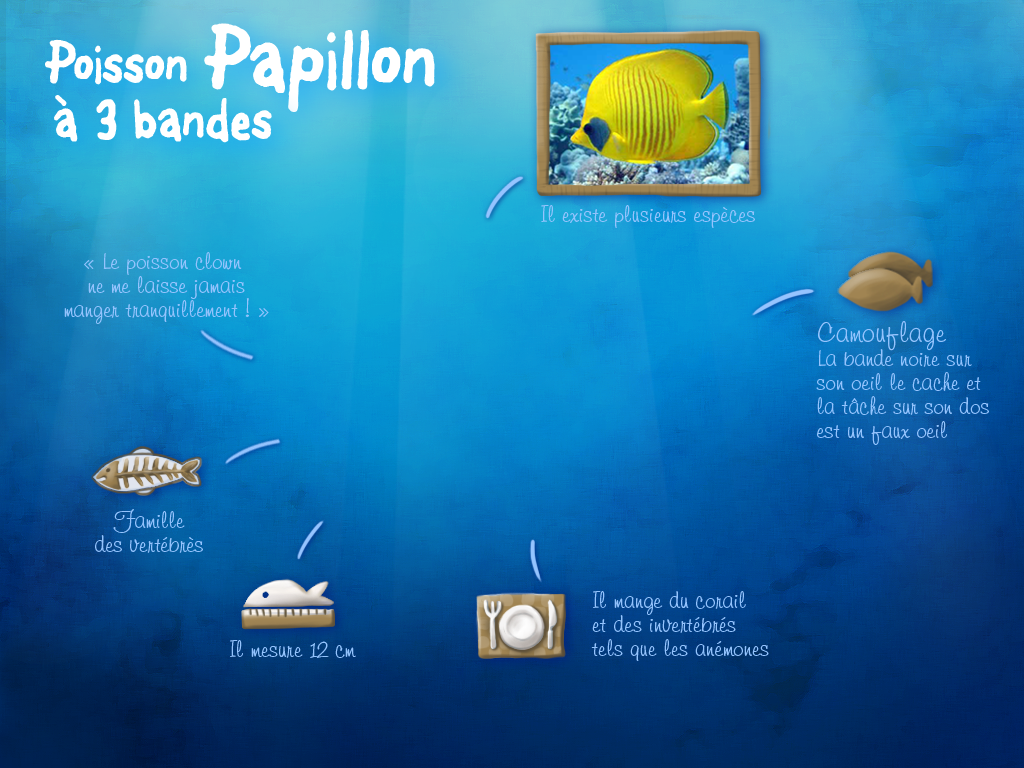 Poisson Papillon
à 3 bandes
Il existe plusieurs espèces
« Le poisson clown
ne me laisse jamais
manger tranquillement ! »
Camouflage
La bande noire sur
son oeil le cache et
la tâche sur son dos
est un faux oeil
Famille
des vertébrès
Il mesure 12 cm
Il mange du corail
et des invertébrés
tels que les anémones